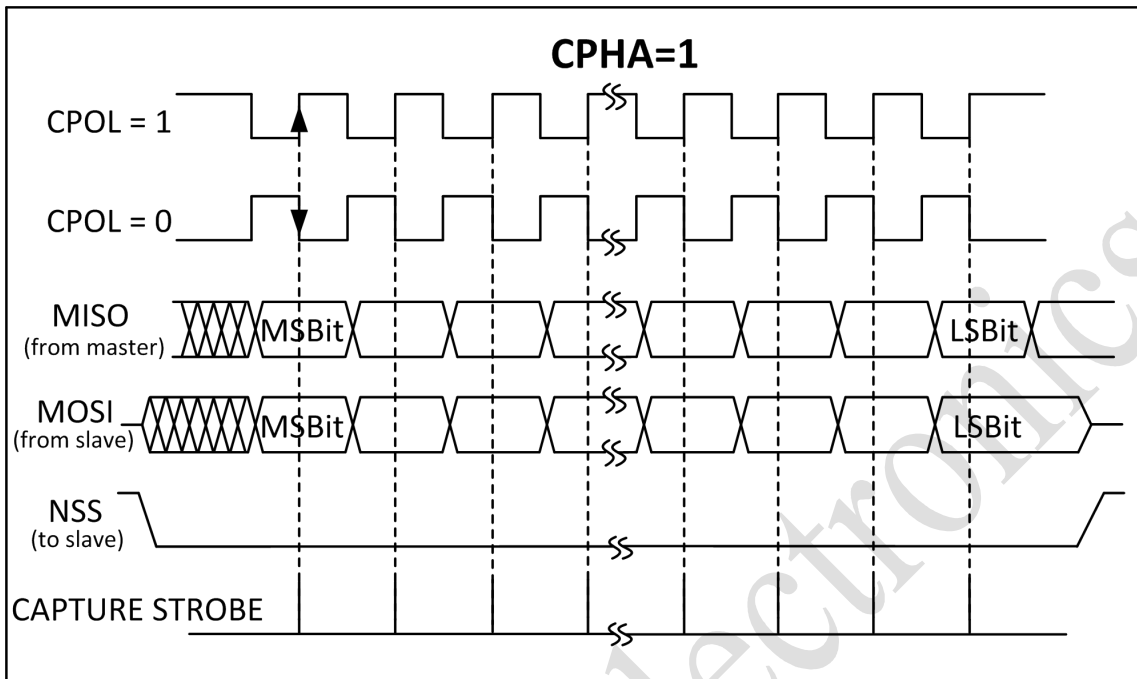 CPHA=1
CPOL = 1
CPOL = 0
MISO
(from master)
MSBit
LSBit
MOSI
(from slave)
MSBit
LSBit
NSS
(to slave)
CAPTURE STROBE
ectronics